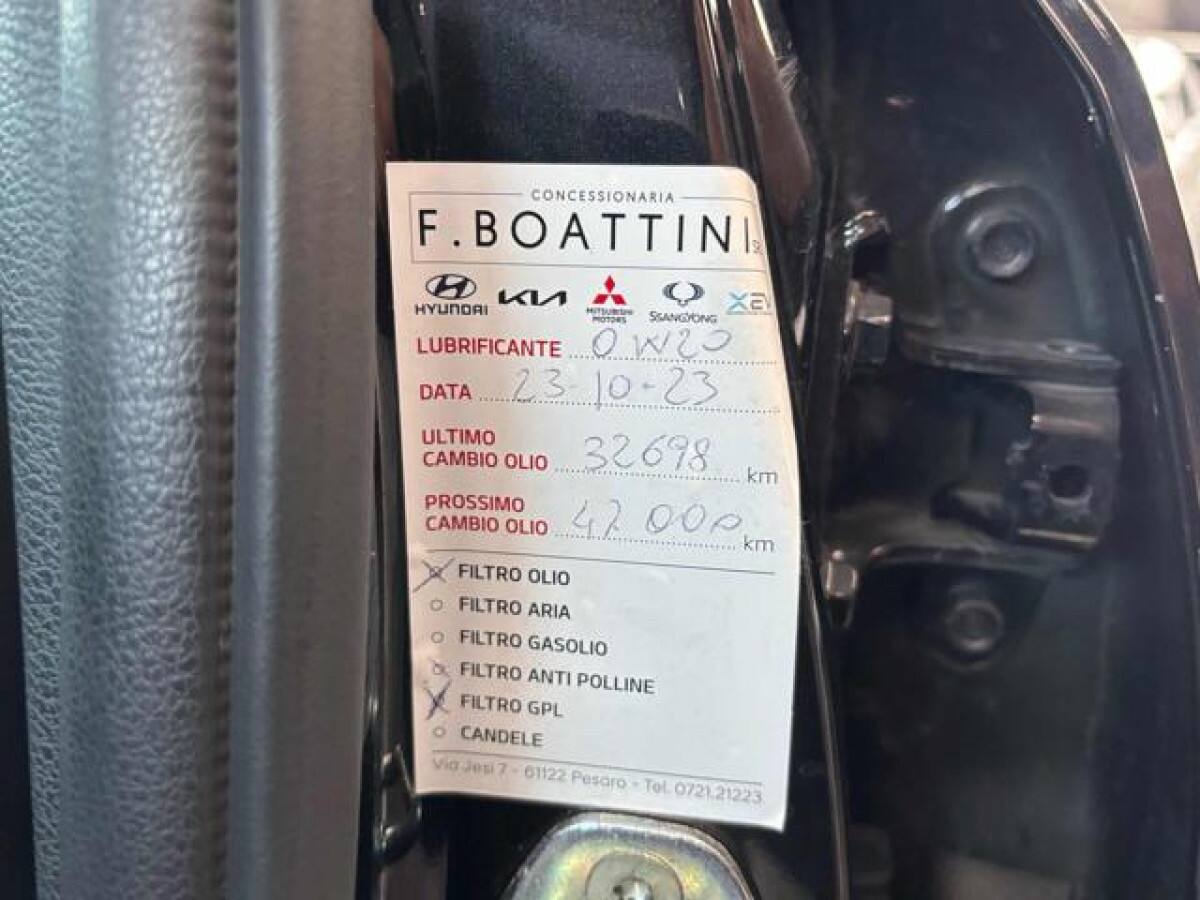 CONCESSIONARIA
F.BOATTINI
HYUNDAI KIA MITSUBISHI MOTORS SSANGYONG XEV
LUBRIFICANTE 0W20
DATA 23-10-23
ULTIMO
CAMBIO OLIO 32698 km
PROSSIMO
CAMBIO OLIO 47000 km
FILTRO OLIO
FILTRO ARIA
FILTRO GASOLIO
FILTRO ANTI POLLINE
FILTRO GPL
CANDELE
Via Jesi 7 - 61122 Pesaro - Tel. 0721.21223